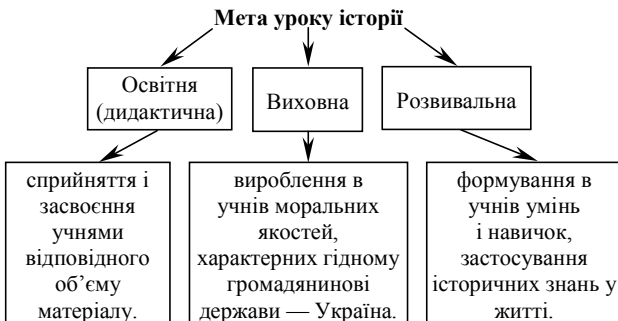 Мета уроку історії
Освітня
(дидактична)
Виховна
Розвивальна
сприйняття і
засвоєння
учнями
відповідного
об’єму
матеріалу.
вироблення в
учнів моральних
якостей,
характерних гідному
громадянинові
держави — Україна.
формування в
учнів умінь
і навичок,
застосування
історичних знань у
житті.